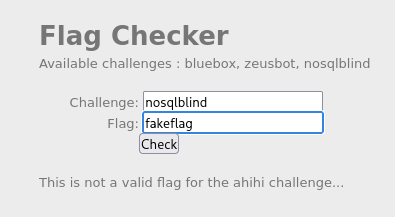 Flag Checker
Available challenges : bluebox, zeusbot, nosqlblind
Challenge: nosqlblind
Flag: fakeflag
Check
This is not a valid flag for the ahihi challenge...